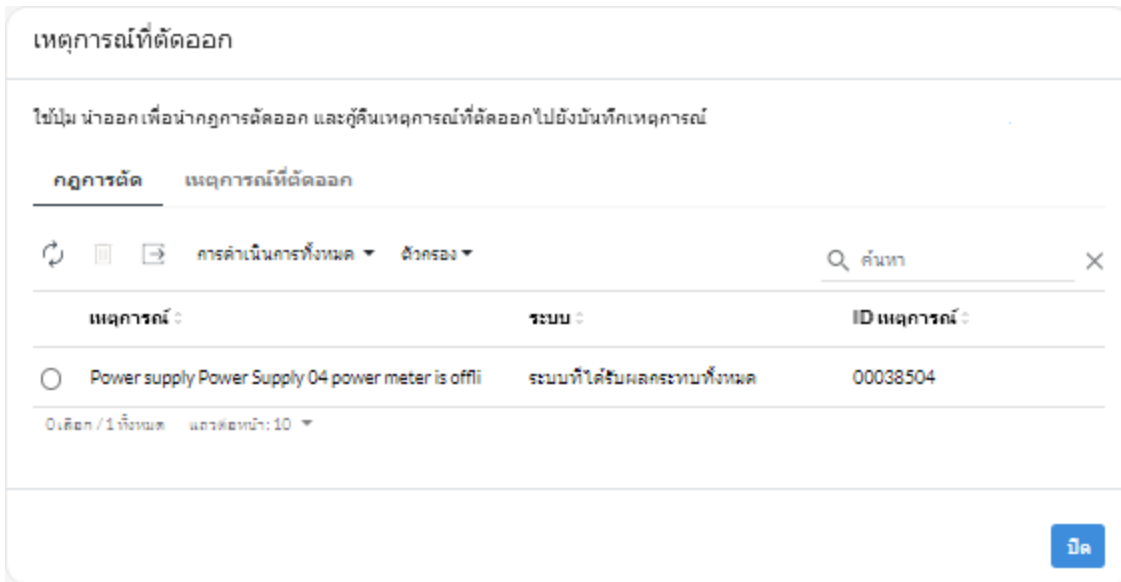 เหตุการณ์ที่ตัดออก
ใช้ปุ่ม นำออก เพื่อนำกฎการตัดออก และกู้คืนเหตุการณ์ที่ตัดออกไปยังบันทึกเหตุการณ์
กฎการตัด เหตุการณ์ที่ตัดออก
การดำเนินการทั้งหมด ตัวกรอง ค้นหา
เหตุการณ์ ระบบ ID เหตุการณ์
Power supply Power Supply 04 power meter is offli ระบบที่ได้รับผลกระทบทั้งหมด 00038504
0 เลือก / 1 ทั้งหมด แถวต่อหน้า: 10
ปิด